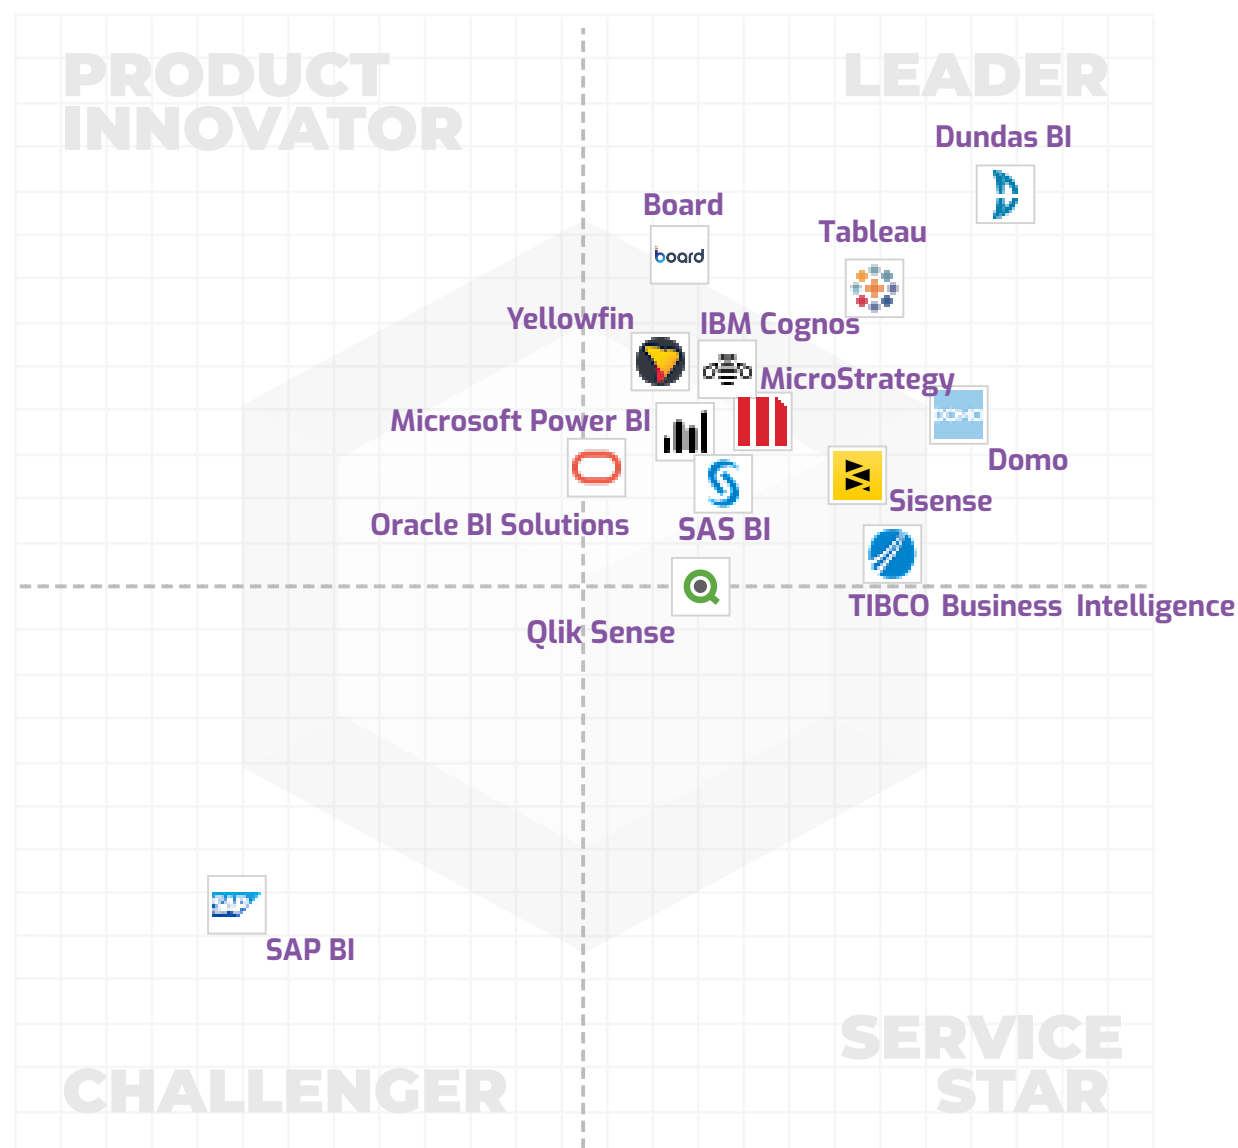 PRODUCT
INNOVATOR
LEADER
Dundas BI
Board
board
Tableau
Yellowfin
IBM Cognos
MicroStrategy
Microsoft Power BI
DOMO
Domo
Sisense
Oracle BI Solutions
SAS BI
TIBCO Business Intelligence
Qlik Sense
SAP
SAP BI
SERVICE
STAR
CHALLENGER